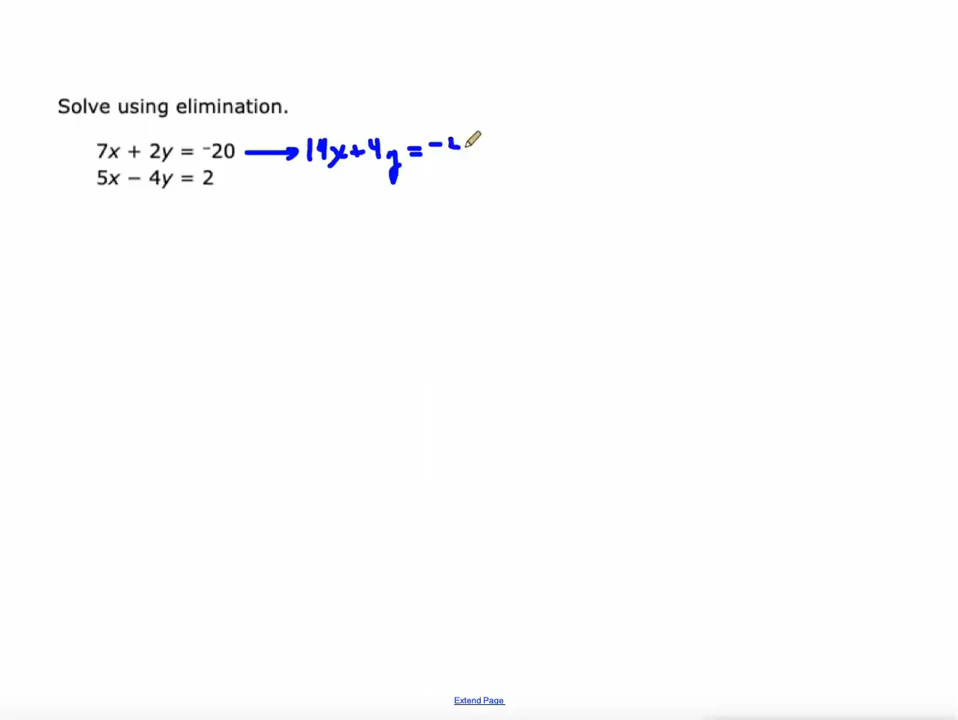 Solve using elimination.
7x + 2y = ⁻20 → 14x + 4y = -
5x − 4y = 2
Extend Page